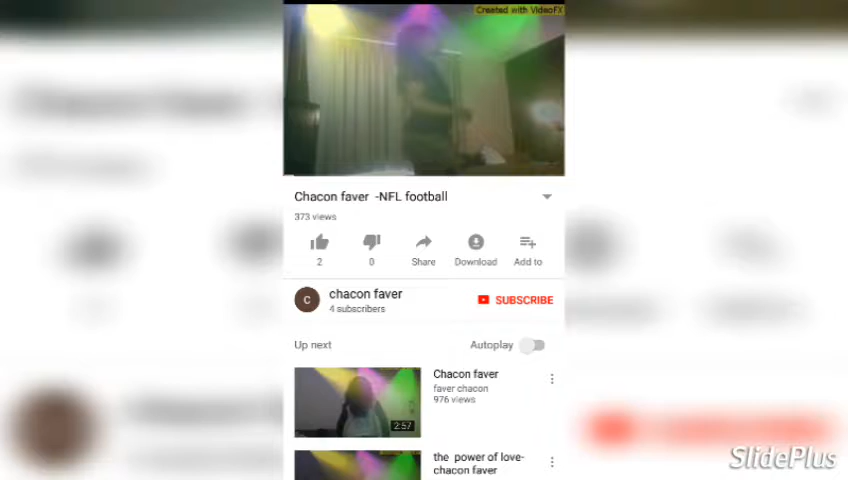 Created with VideoFX
Chacon faver -NFL football
373 views
2
0
Share
Download
Add to
C
chacon faver
4 subscribers
SUBSCRIBE
Up next
Autoplay
Chacon faver
faver chacon
976 views
2:57
the power of love-
chacon faver
SlidePlus